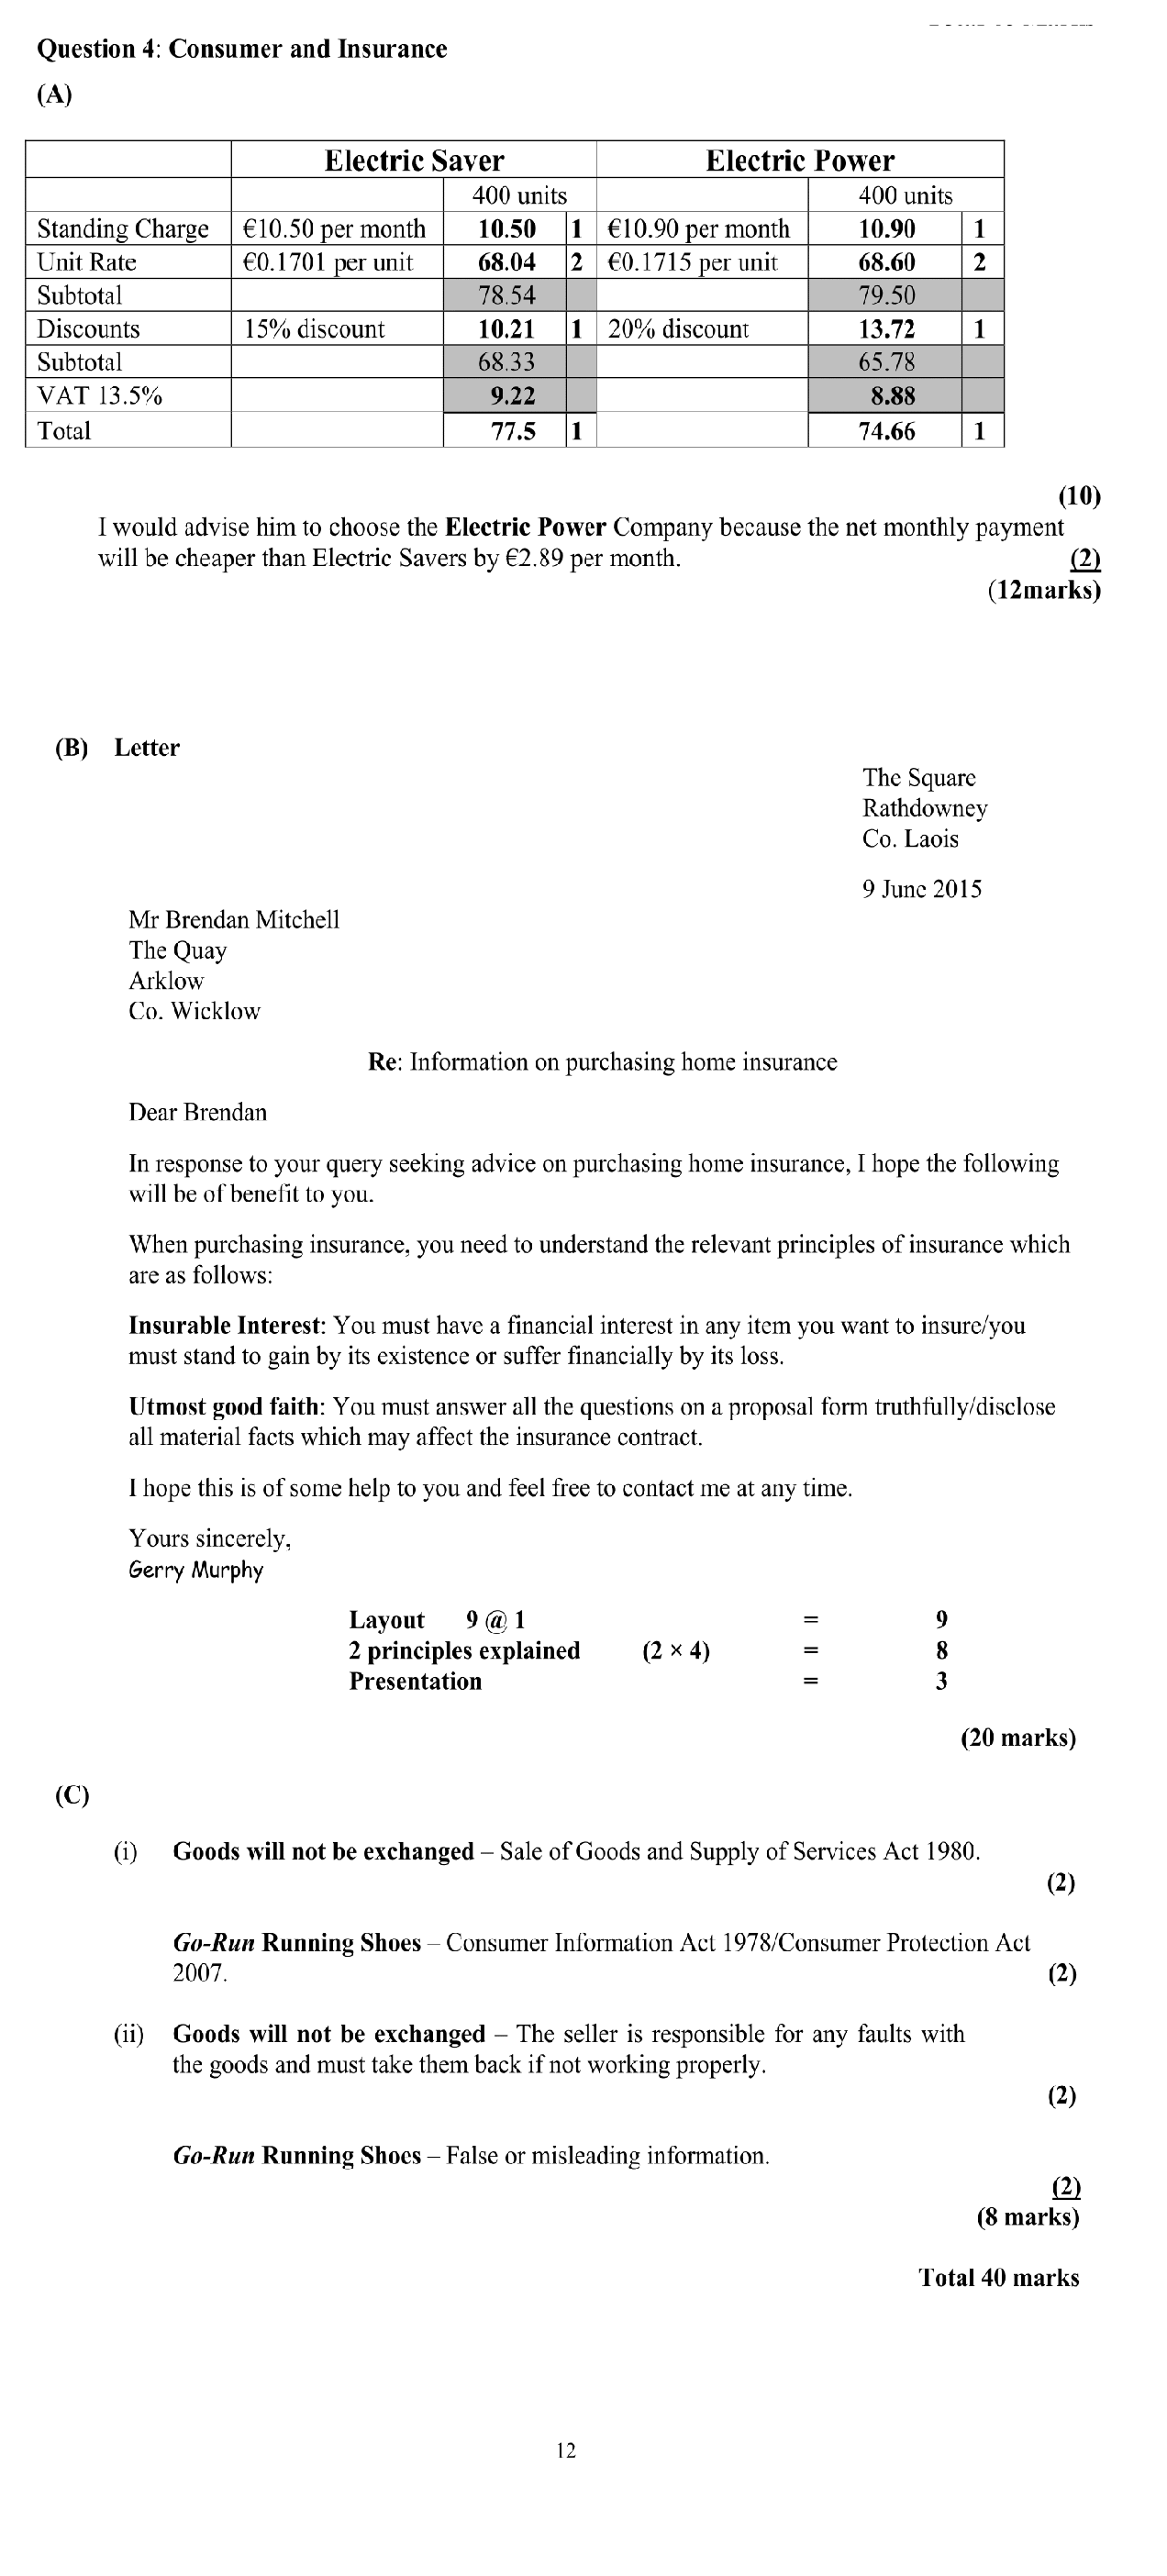 Question 4: Consumer and Insurance
(A)
Electric Saver Electric Power
400 units 400 units
Standing Charge €10.50 per month 10.50 1 €10.90 per month 10.90 1
Unit Rate €0.1701 per unit 68.04 2 €0.1715 per unit 68.60 2
Subtotal 78.54 79.50
Discounts 15% discount 10.21 1 20% discount 13.72 1
Subtotal 68.33 65.78
VAT 13.5% 9.22 8.88
Total 77.5 1 74.66 1
(10)
I would advise him to choose the Electric Power Company because the net monthly payment
will be cheaper than Electric Savers by €2.89 per month. (2)
(12marks)
(B) Letter
The Square
Rathdowney
Co. Laois
9 June 2015
Mr Brendan Mitchell
The Quay
Arklow
Co. Wicklow
Re: Information on purchasing home insurance
Dear Brendan
In response to your query seeking advice on purchasing home insurance, I hope the following
will be of benefit to you.
When purchasing insurance, you need to understand the relevant principles of insurance which
are as follows:
Insurable Interest: You must have a financial interest in any item you want to insure/you
must stand to gain by its existence or suffer financially by its loss.
Utmost good faith: You must answer all the questions on a proposal form truthfully/disclose
all material facts which may affect the insurance contract.
I hope this is of some help to you and feel free to contact me at any time.
Yours sincerely,
Gerry Murphy
Layout 9 @ 1 = 9
2 principles explained (2 × 4) = 8
Presentation = 3
(20 marks)
(C)
(i) Goods will not be exchanged – Sale of Goods and Supply of Services Act 1980.
(2)
Go-Run Running Shoes – Consumer Information Act 1978/Consumer Protection Act
2007. (2)
(ii) Goods will not be exchanged – The seller is responsible for any faults with
the goods and must take them back if not working properly.
(2)
Go-Run Running Shoes – False or misleading information.
(2)
(8 marks)
Total 40 marks
12